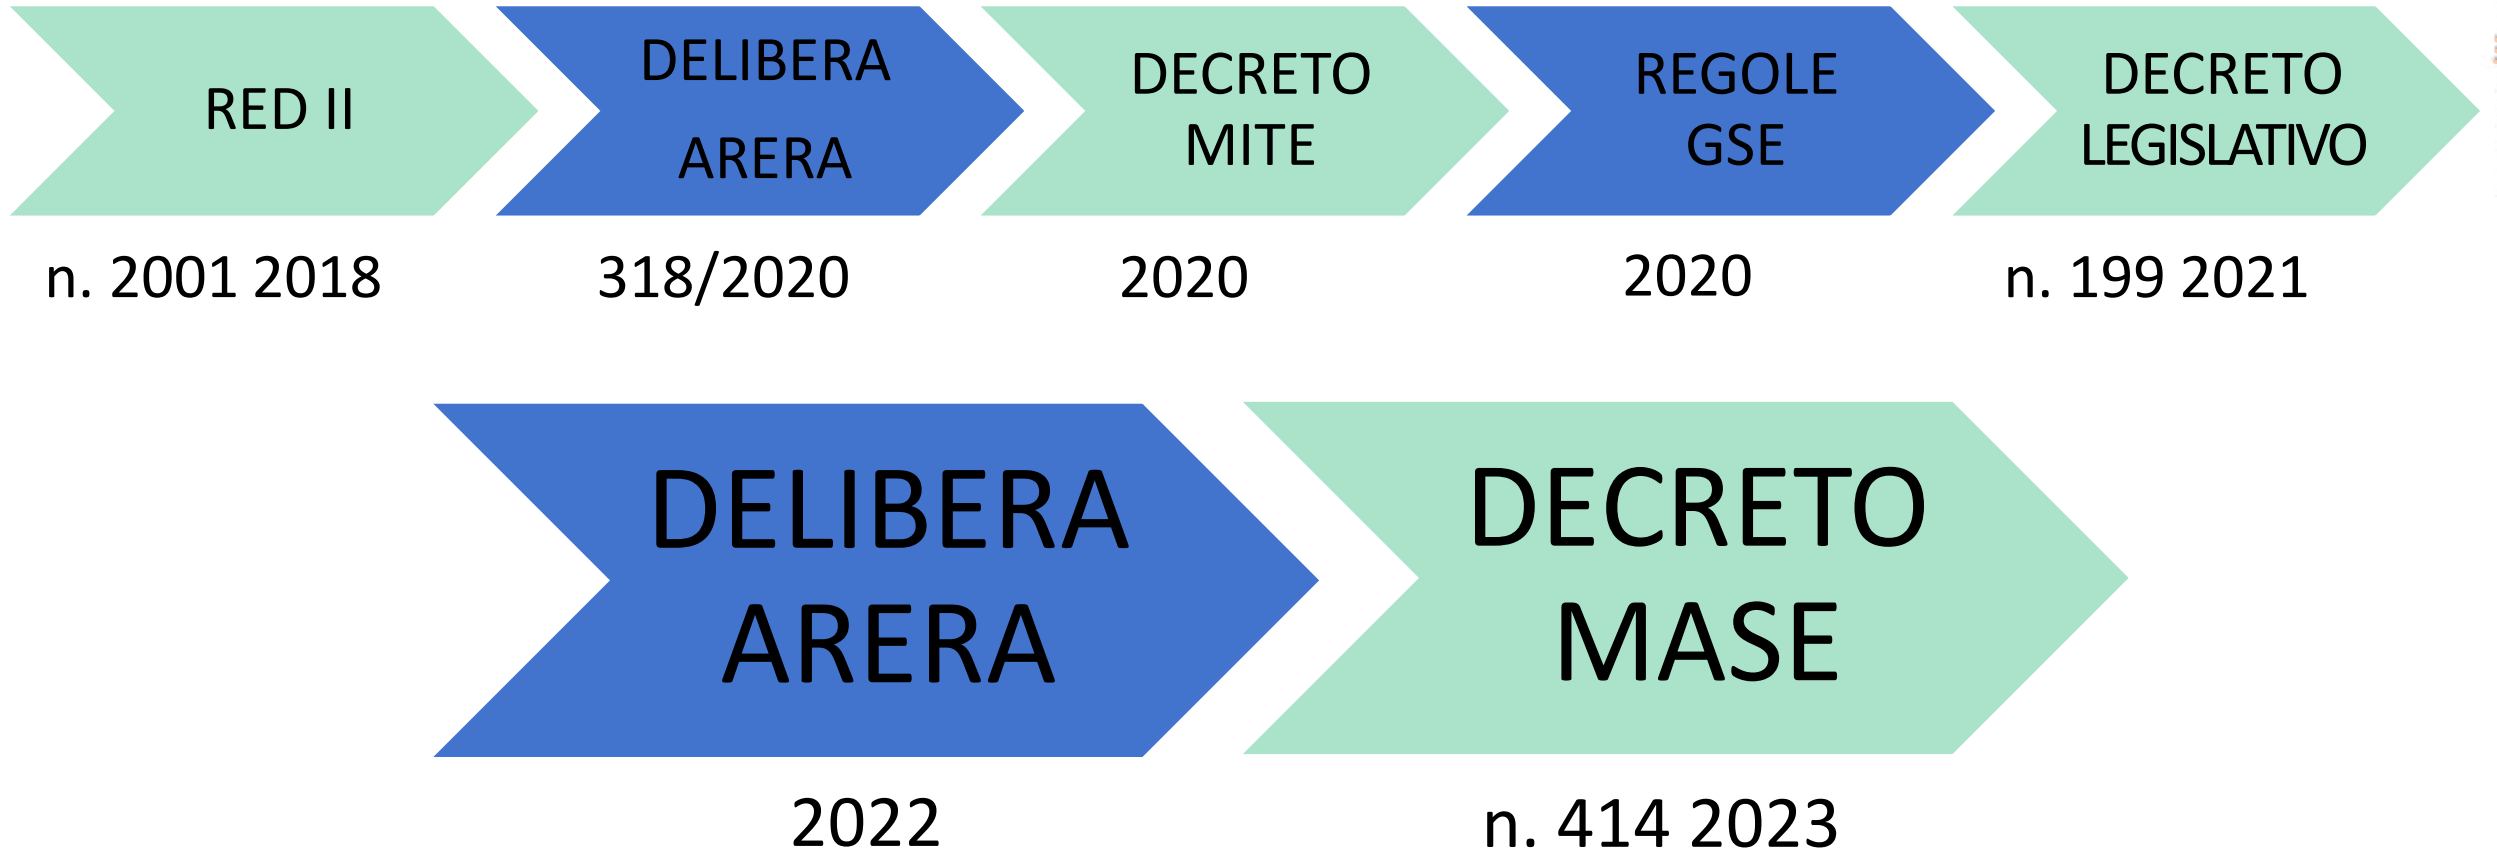 RED II
DELIBERA
ARERA
DECRETO
MITE
REGOLE
GSE
DECRETO
LEGISLATIVO
n. 2001 2018
318/2020
2020
2020
n. 199 2021
DELIBERA
ARERA
DECRETO
MASE
2022
n. 414 2023